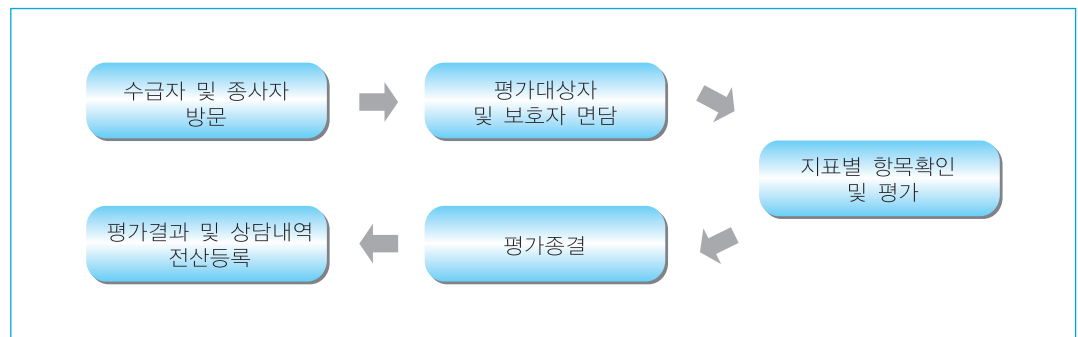 수급자 및 종사자
방문
평가대상자
및 보호자 면담
지표별 항목확인
및 평가
평가종결
평가결과 및 상담내역
전산등록